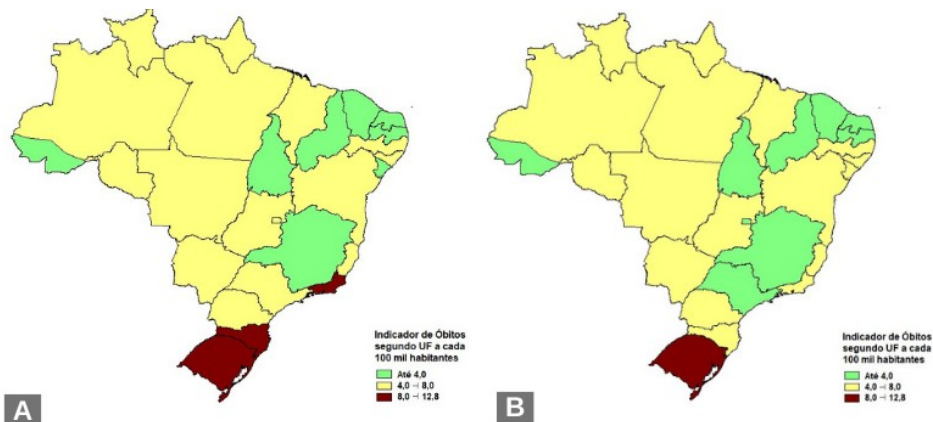 Indicador de Óbitos
segundo UF a cada
100 mil habitantes
Até 4,0
4,0 ⊣ 8,0
8,0 ⊣ 12,8
A
Indicador de Óbitos
segundo UF a cada
100 mil habitantes
Até 4,0
4,0 ⊣ 8,0
8,0 ⊣ 12,8
B